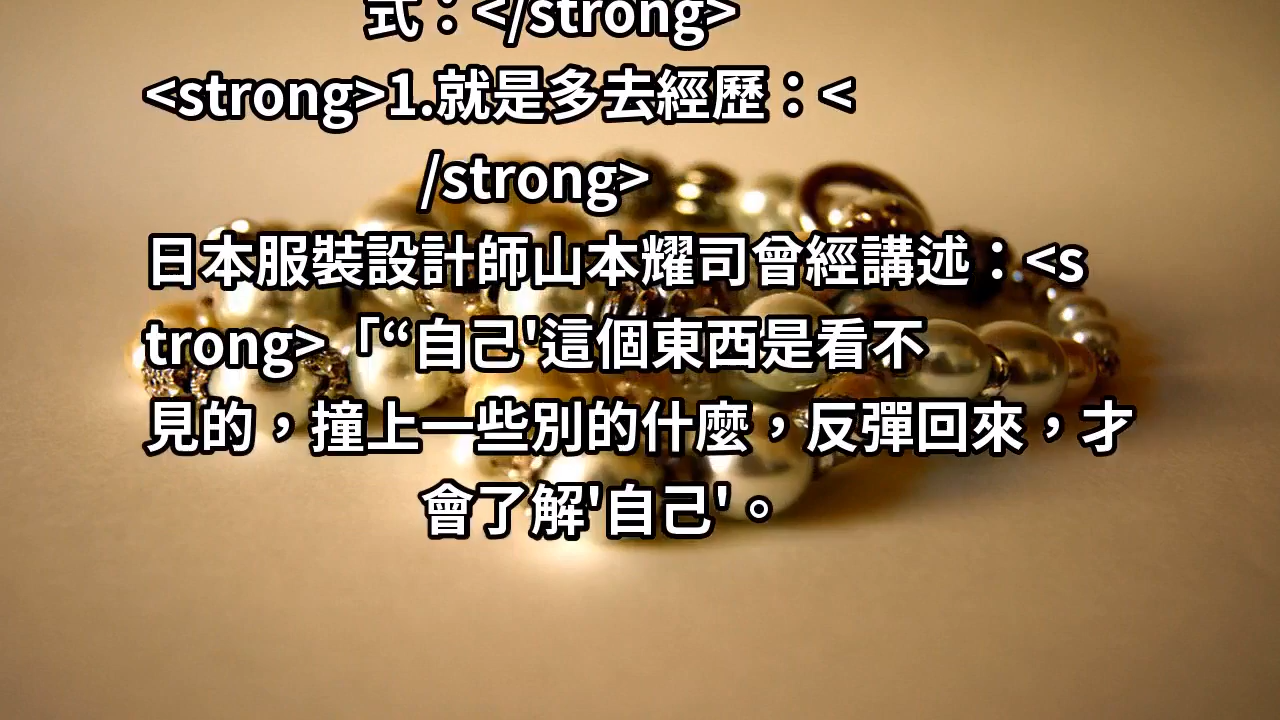 式：</strong>
<strong>1.就是多去經歷：<
/strong>
日本服裝設計師山本耀司曾經講述：<s
trong>「“自己'這個東西是看不
見的，撞上一些別的什麼，反彈回來，才
會了解'自己'。